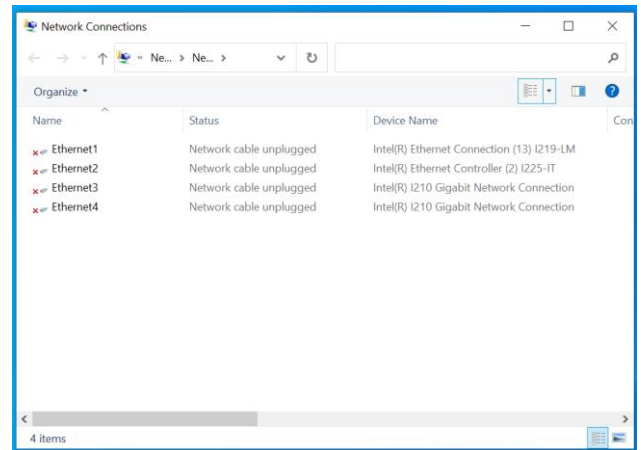 Network Connections
« Ne... > Ne... >
Organize
Name Status Device Name Con
Ethernet1 Network cable unplugged Intel(R) Ethernet Connection (13) I219-LM
Ethernet2 Network cable unplugged Intel(R) Ethernet Controller (2) I225-IT
Ethernet3 Network cable unplugged Intel(R) I210 Gigabit Network Connection
Ethernet4 Network cable unplugged Intel(R) I210 Gigabit Network Connection
4 items